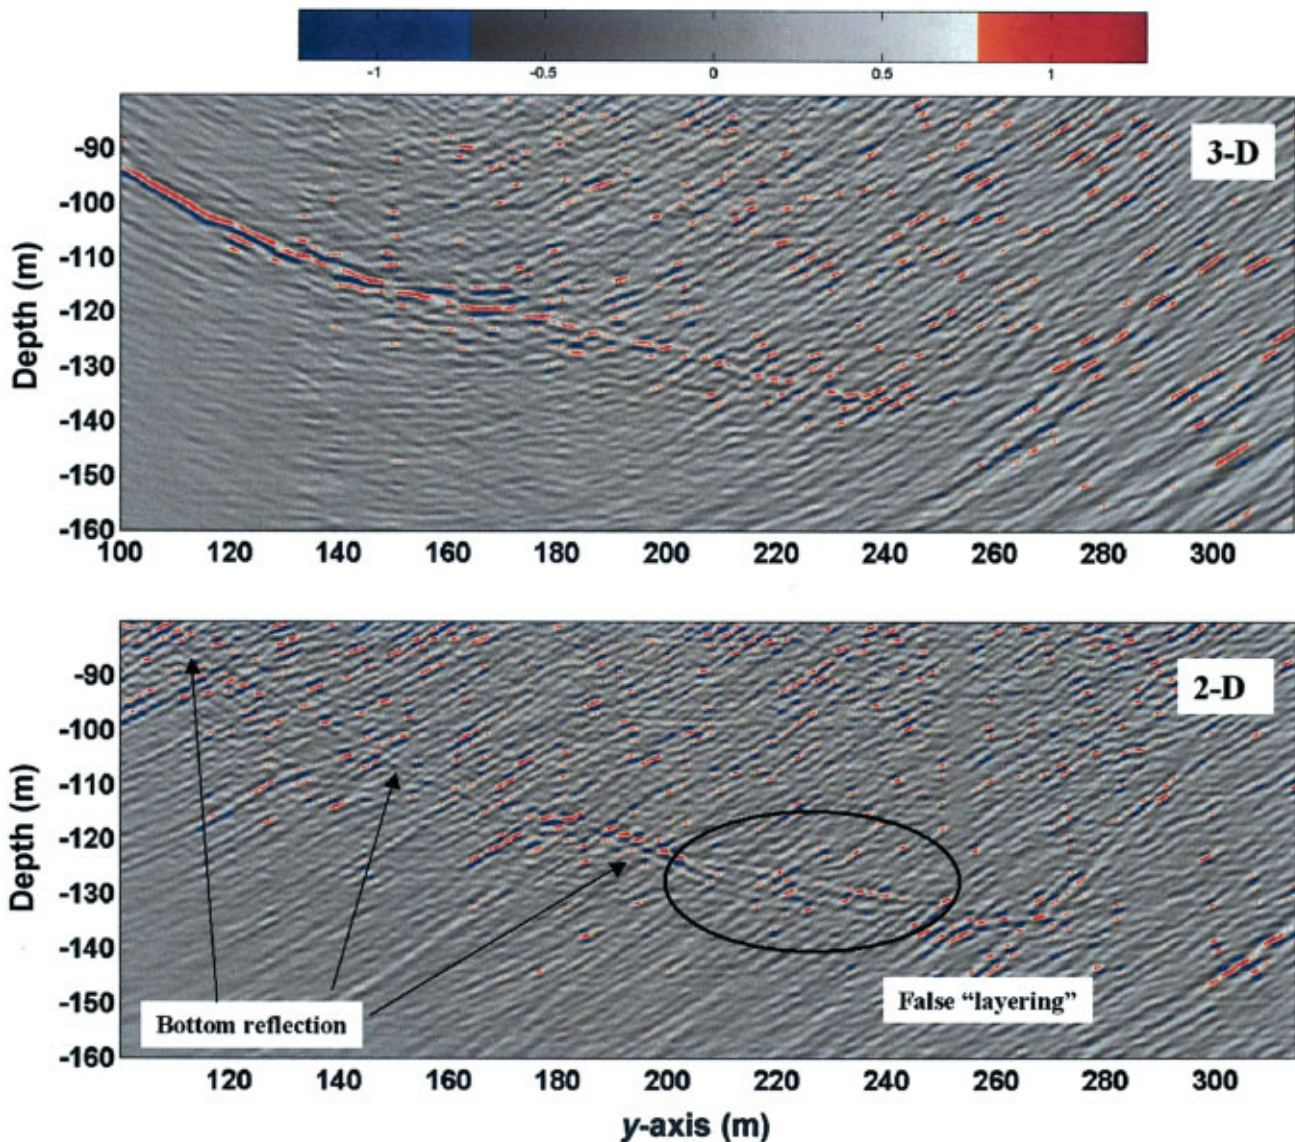 -1 -0.5 0 0.5 1
3-D
Depth (m)
-90
-100
-110
-120
-130
-140
-150
-160
100 120 140 160 180 200 220 240 260 280 300
2-D
Depth (m)
-90
-100
-110
-120
-130
-140
-150
-160
False “layering”
Bottom reflection
120 140 160 180 200 220 240 260 280 300
y-axis (m)